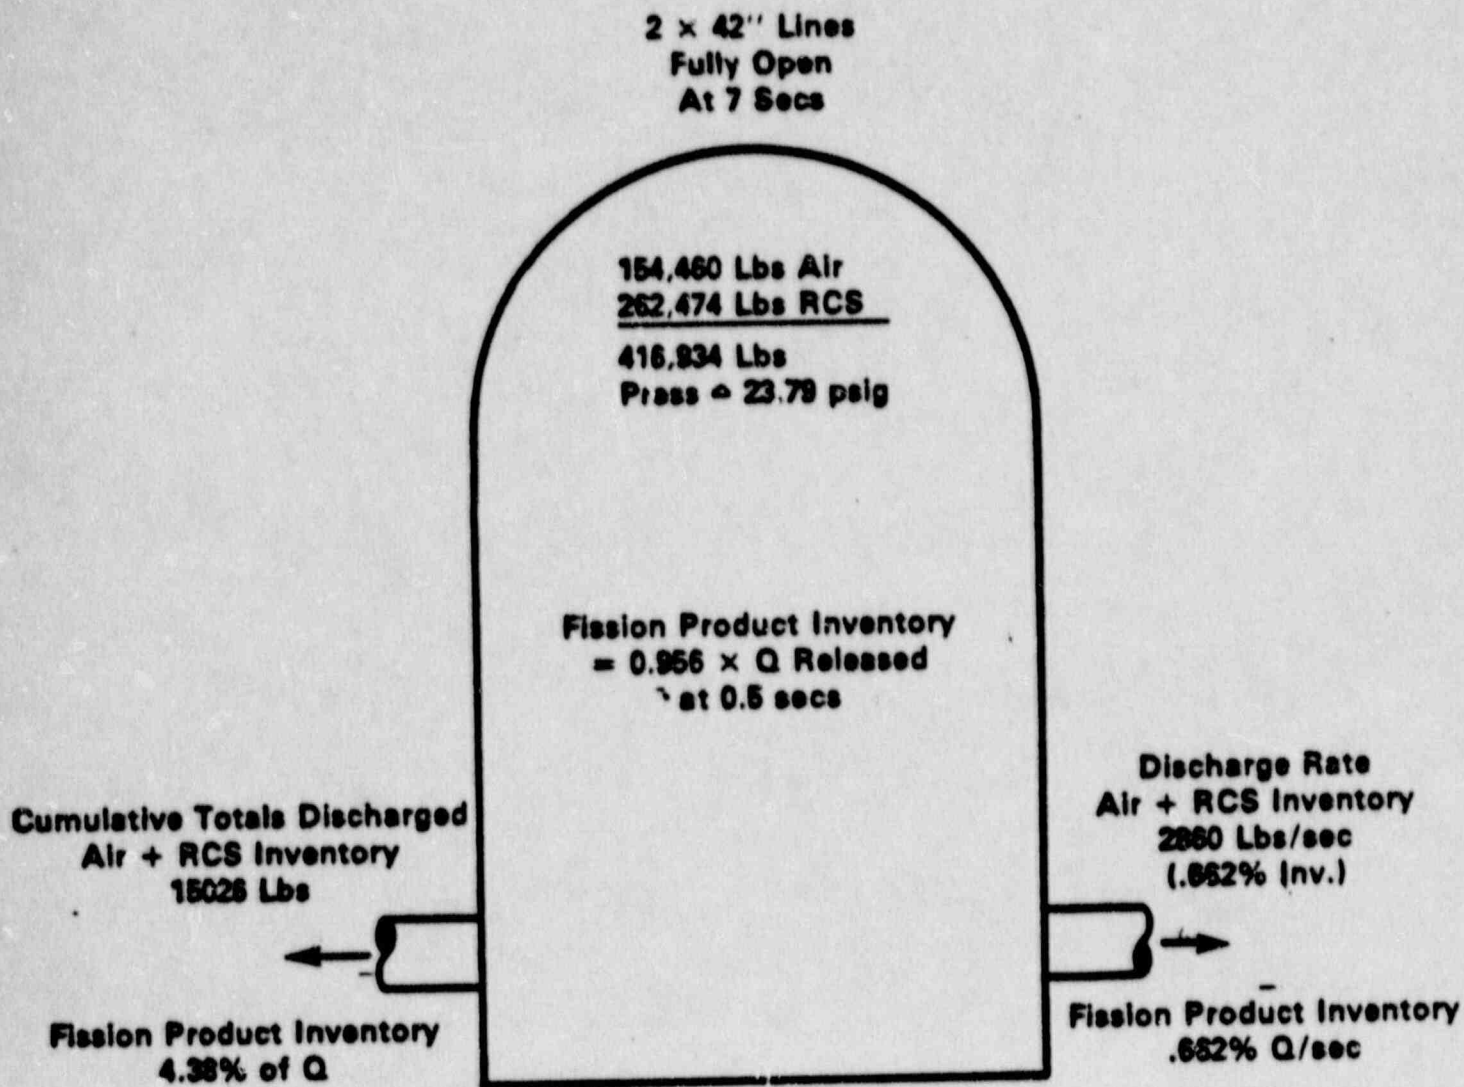 2 × 42" Lines
Fully Open
At 7 Secs
154,460 Lbs Air
262,474 Lbs RCS
416,934 Lbs
Press = 23.79 psig
Fission Product Inventory
= 0.956 × Q Released
at 0.5 secs
Cumulative Totals Discharged
Air + RCS Inventory
15026 Lbs
Fission Product Inventory
4.38% of Q
Discharge Rate
Air + RCS Inventory
2860 Lbs/sec
(.662% Inv.)
Fission Product Inventory
.662% Q/sec